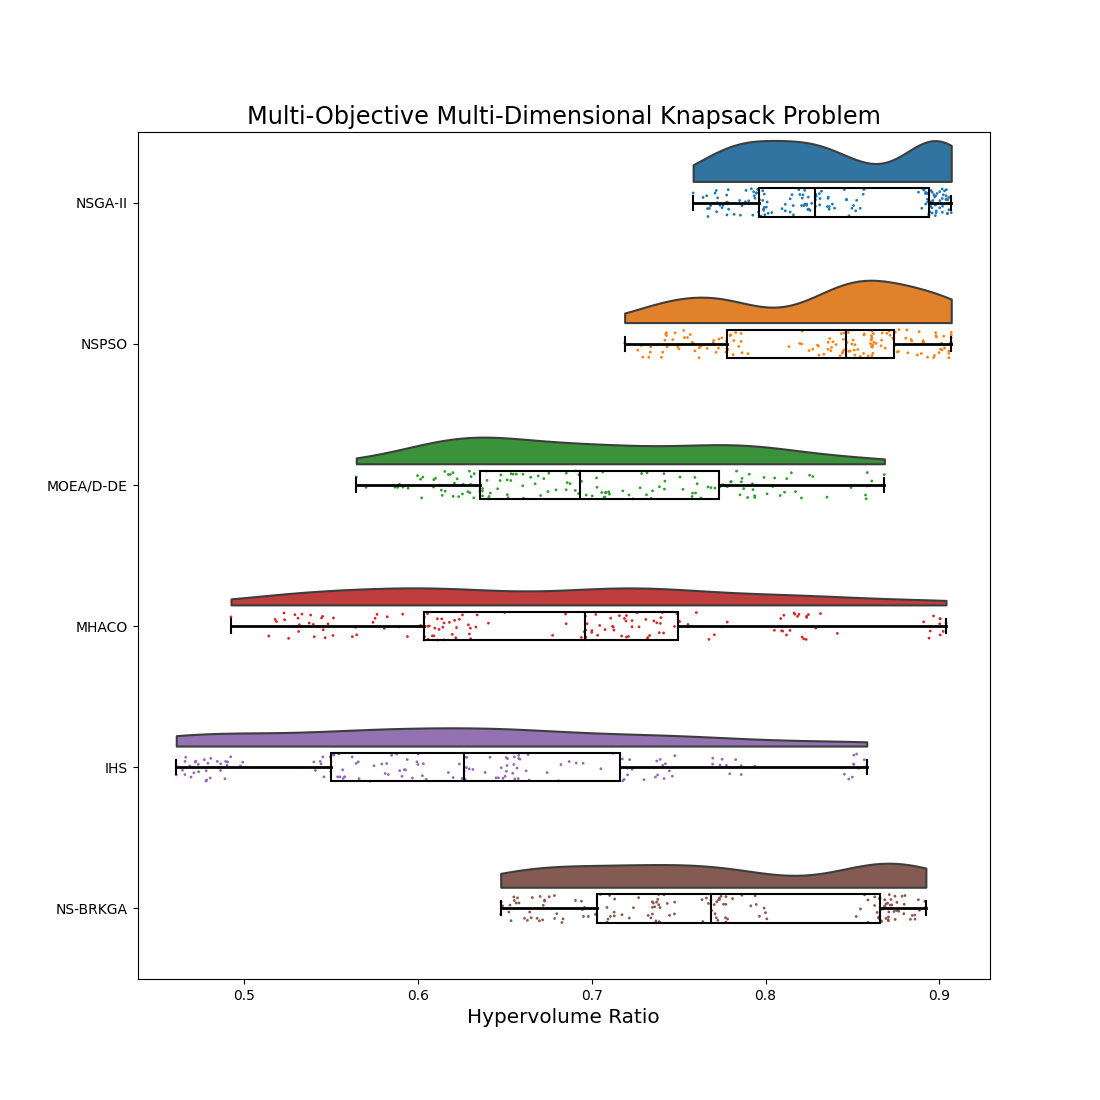 Multi-Objective Multi-Dimensional Knapsack Problem
NSGA-II
NSPSO
MOEA/D-DE
MHACO
IHS
NS-BRKGA
0.5 0.6 0.7 0.8 0.9
Hypervolume Ratio